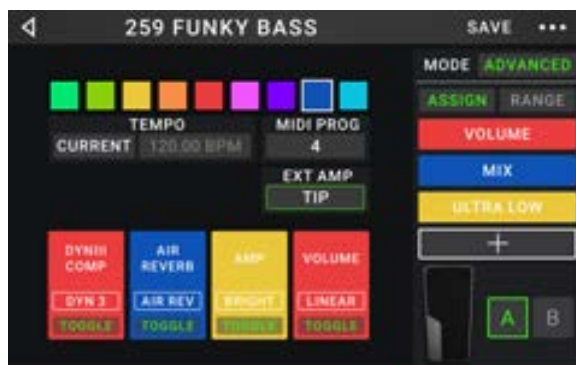 259 FUNKY BASS
SAVE
MODE ADVANCED
ASSIGN RANGE
TEMPO
CURRENT 120.00 BPM
MIDI PROG
4
EXT AMP
TIP
VOLUME
MIX
ULTRA LOW
+
DYNIII COMP
DYN 3
TOGGLE
AIR REVERB
AIR REV
TOGGLE
AMP
BRIGHT
TOGGLE
VOLUME
LINEAR
TOGGLE
A B